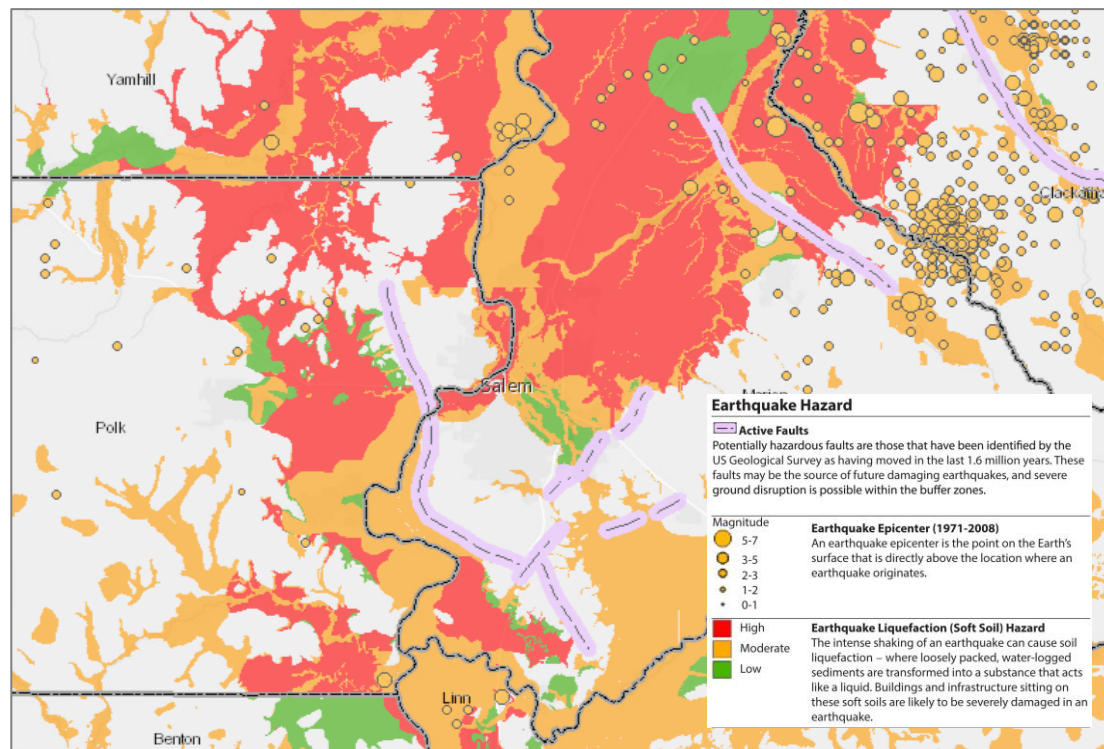 Yamhill
Clackama
Salem
Marion
Polk
Linn
Benton
Earthquake Hazard
Active Faults
Potentially hazardous faults are those that have been identified by the
US Geological Survey as having moved in the last 1.6 million years. These
faults may be the source of future damaging earthquakes, and severe
ground disruption is possible within the buffer zones.
Magnitude
5-7
3-5
2-3
1-2
0-1
Earthquake Epicenter (1971-2008)
An earthquake epicenter is the point on the Earth's
surface that is directly above the location where an
earthquake originates.
High
Moderate
Low
Earthquake Liquefaction (Soft Soil) Hazard
The intense shaking of an earthquake can cause soil
liquefaction – where loosely packed, water-logged
sediments are transformed into a substance that acts
like a liquid. Buildings and infrastructure sitting on
these soft soils are likely to be severely damaged in an
earthquake.